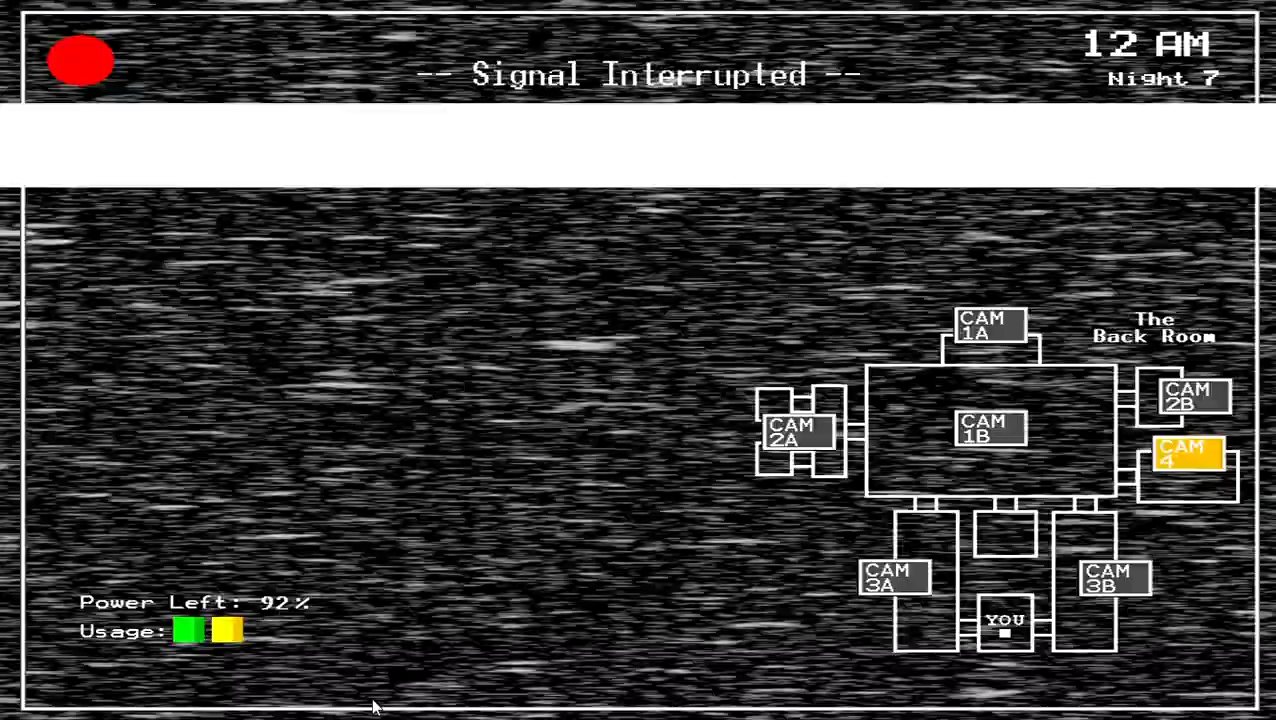 12 AM
-- Signal Interrupted --
Night 7
CAM
1A
The
Back Room
CAM
2B
CAM
1B
CAM
2A
CAM
4
CAM
3A
CAM
3B
Power Left: 92%
YOU
Usage: